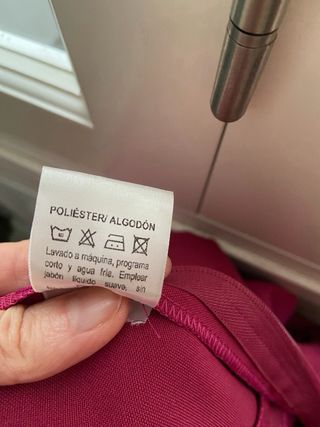 POLIÉSTER/ ALGODÓN
Lavado a máquina, programa
corto y agua fría. Emplear
jabón líquido suave, sin